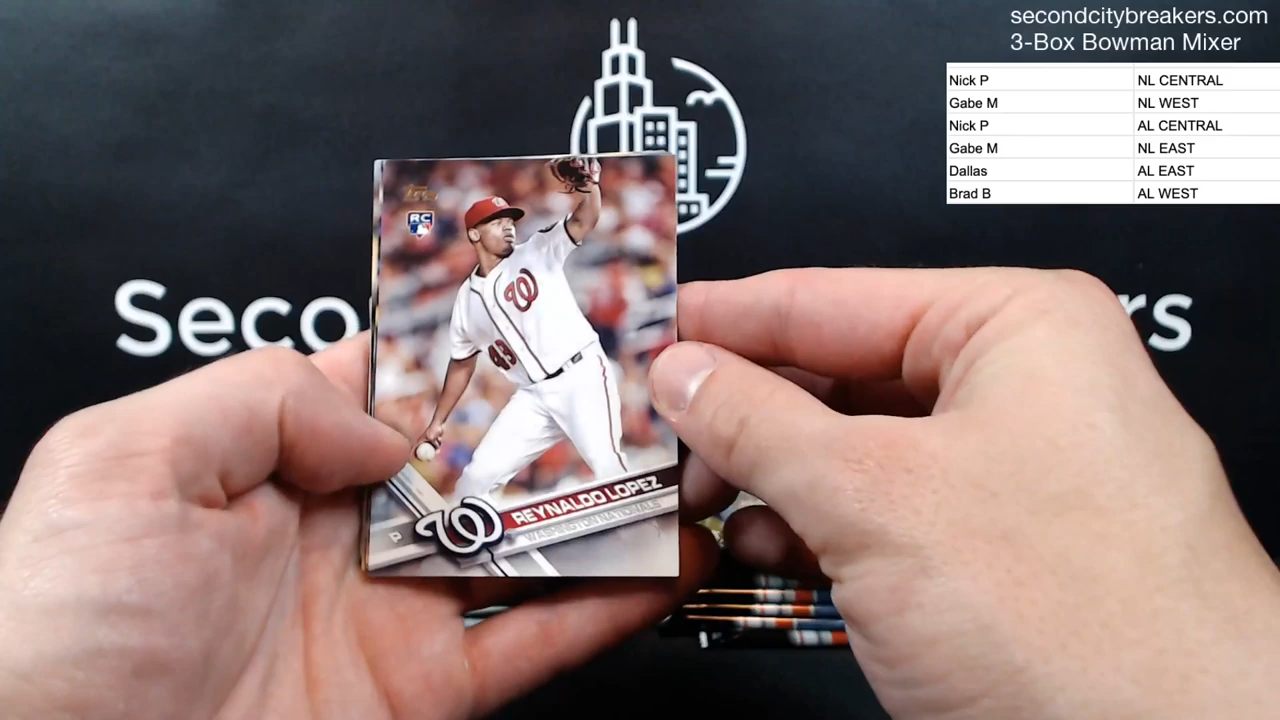 secondcitybreakers.com
3-Box Bowman Mixer
Nick P NL CENTRAL
Gabe M NL WEST
Nick P AL CENTRAL
Gabe M NL EAST
Dallas AL EAST
Brad B AL WEST
Topps
RC
W
43
Seco rs
REYNALDO LOPEZ
WASHINGTON NATIONALS
P W